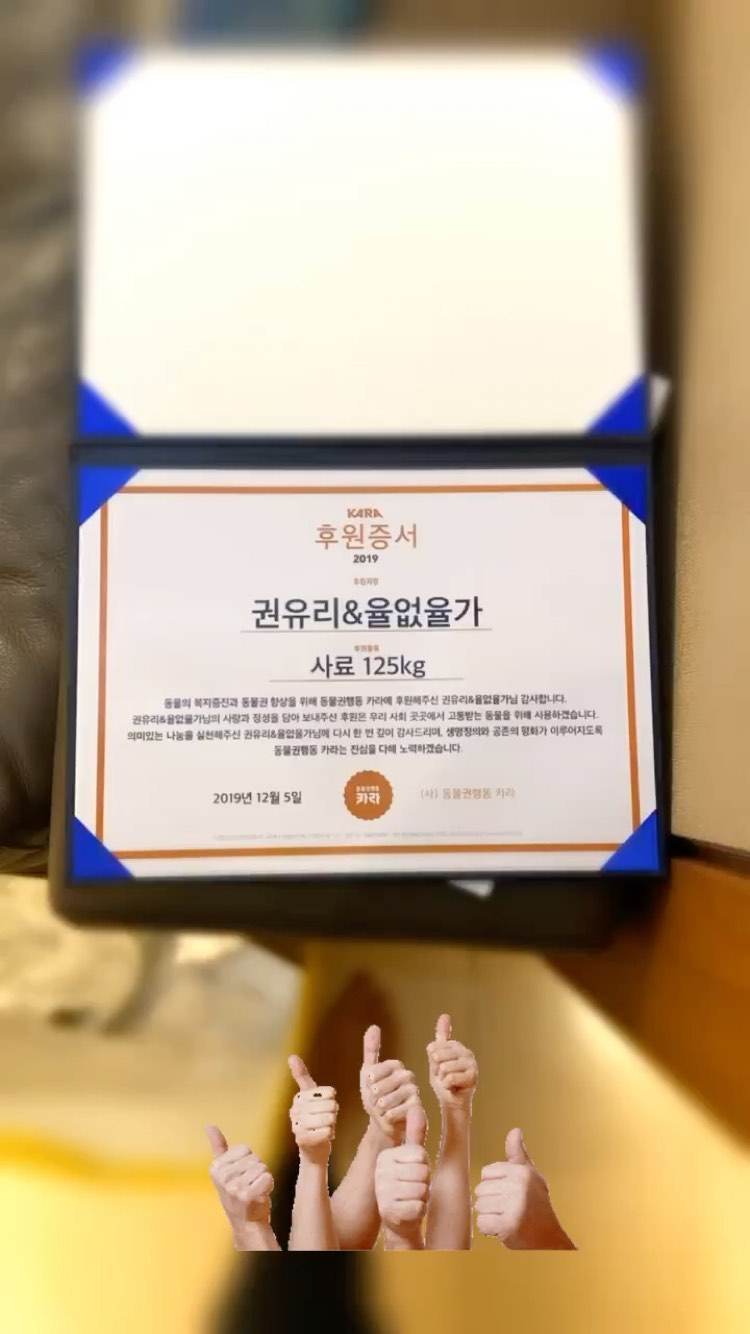 KARA
후원증서
2019
후원자명
권유리&율없율가
후원품목
사료 125kg
동물의 복지증진과 동물권 향상을 위해 동물권행동 카라에 후원해주신 권유리&율없율가님 감사합니다.
권유리&율없율가님의 사랑과 정성을 담아 보내주신 후원은 우리 사회 곳곳에서 고통받는 동물을 위해 사용하겠습니다.
의미있는 나눔을 실천해주신 권유리&율없율가님께 다시 한 번 깊이 감사드리며, 생명정의와 공존의 평화가 이루어지도록
동물권행동 카라는 진심을 다해 노력하겠습니다.
2019년 12월 5일
동물권행동
카라
(사) 동물권행동 카라